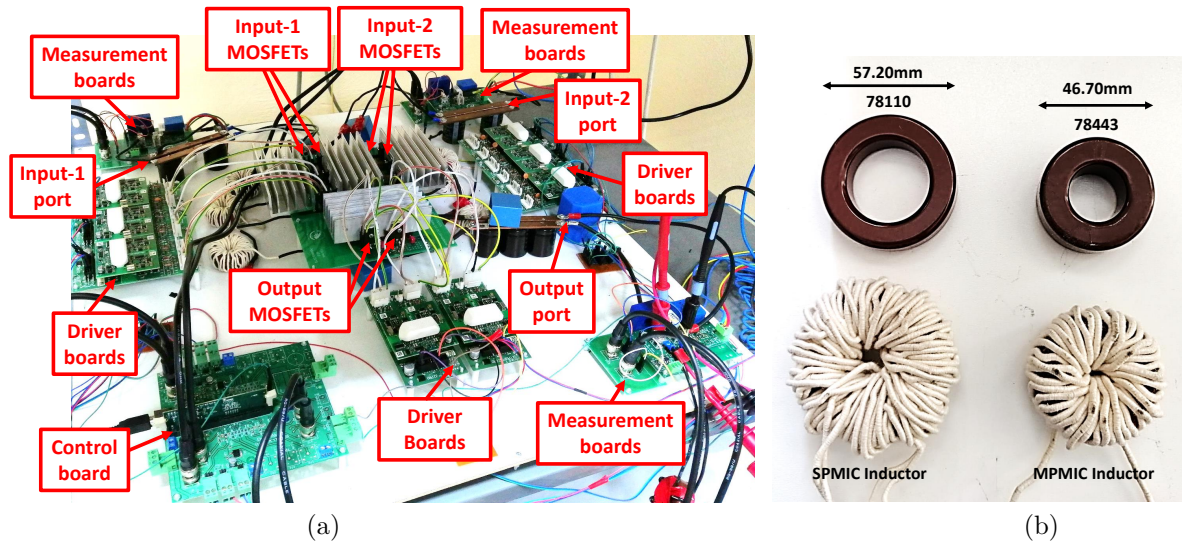 Input-1
MOSFETs
Input-2
MOSFETs
Measurement
boards
Measurement
boards
Input-2
port
Input-1
port
Driver
boards
Output
MOSFETs
Output
port
Driver
boards
Driver
Boards
Measurement
boards
Control
board
(a)
57.20mm
78110
46.70mm
78443
SPMIC Inductor
MPMIC Inductor
(b)